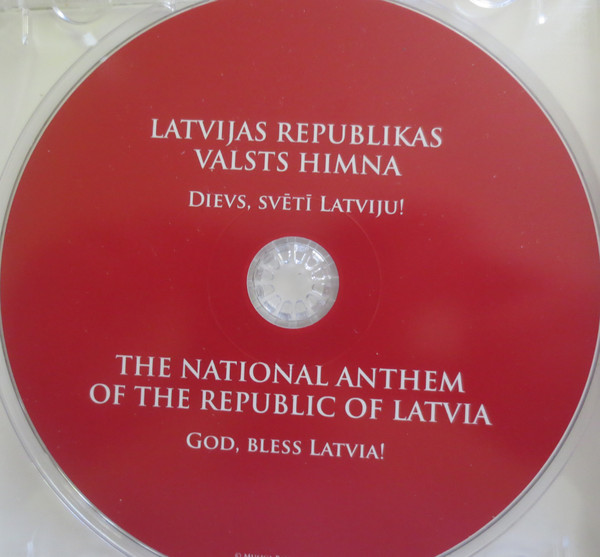 LATVIJAS REPUBLIKAS
VALSTS HIMNA
DIEVS, SVĒTĪ LATVIJU!
THE NATIONAL ANTHEM
OF THE REPUBLIC OF LATVIA
GOD, BLESS LATVIA!